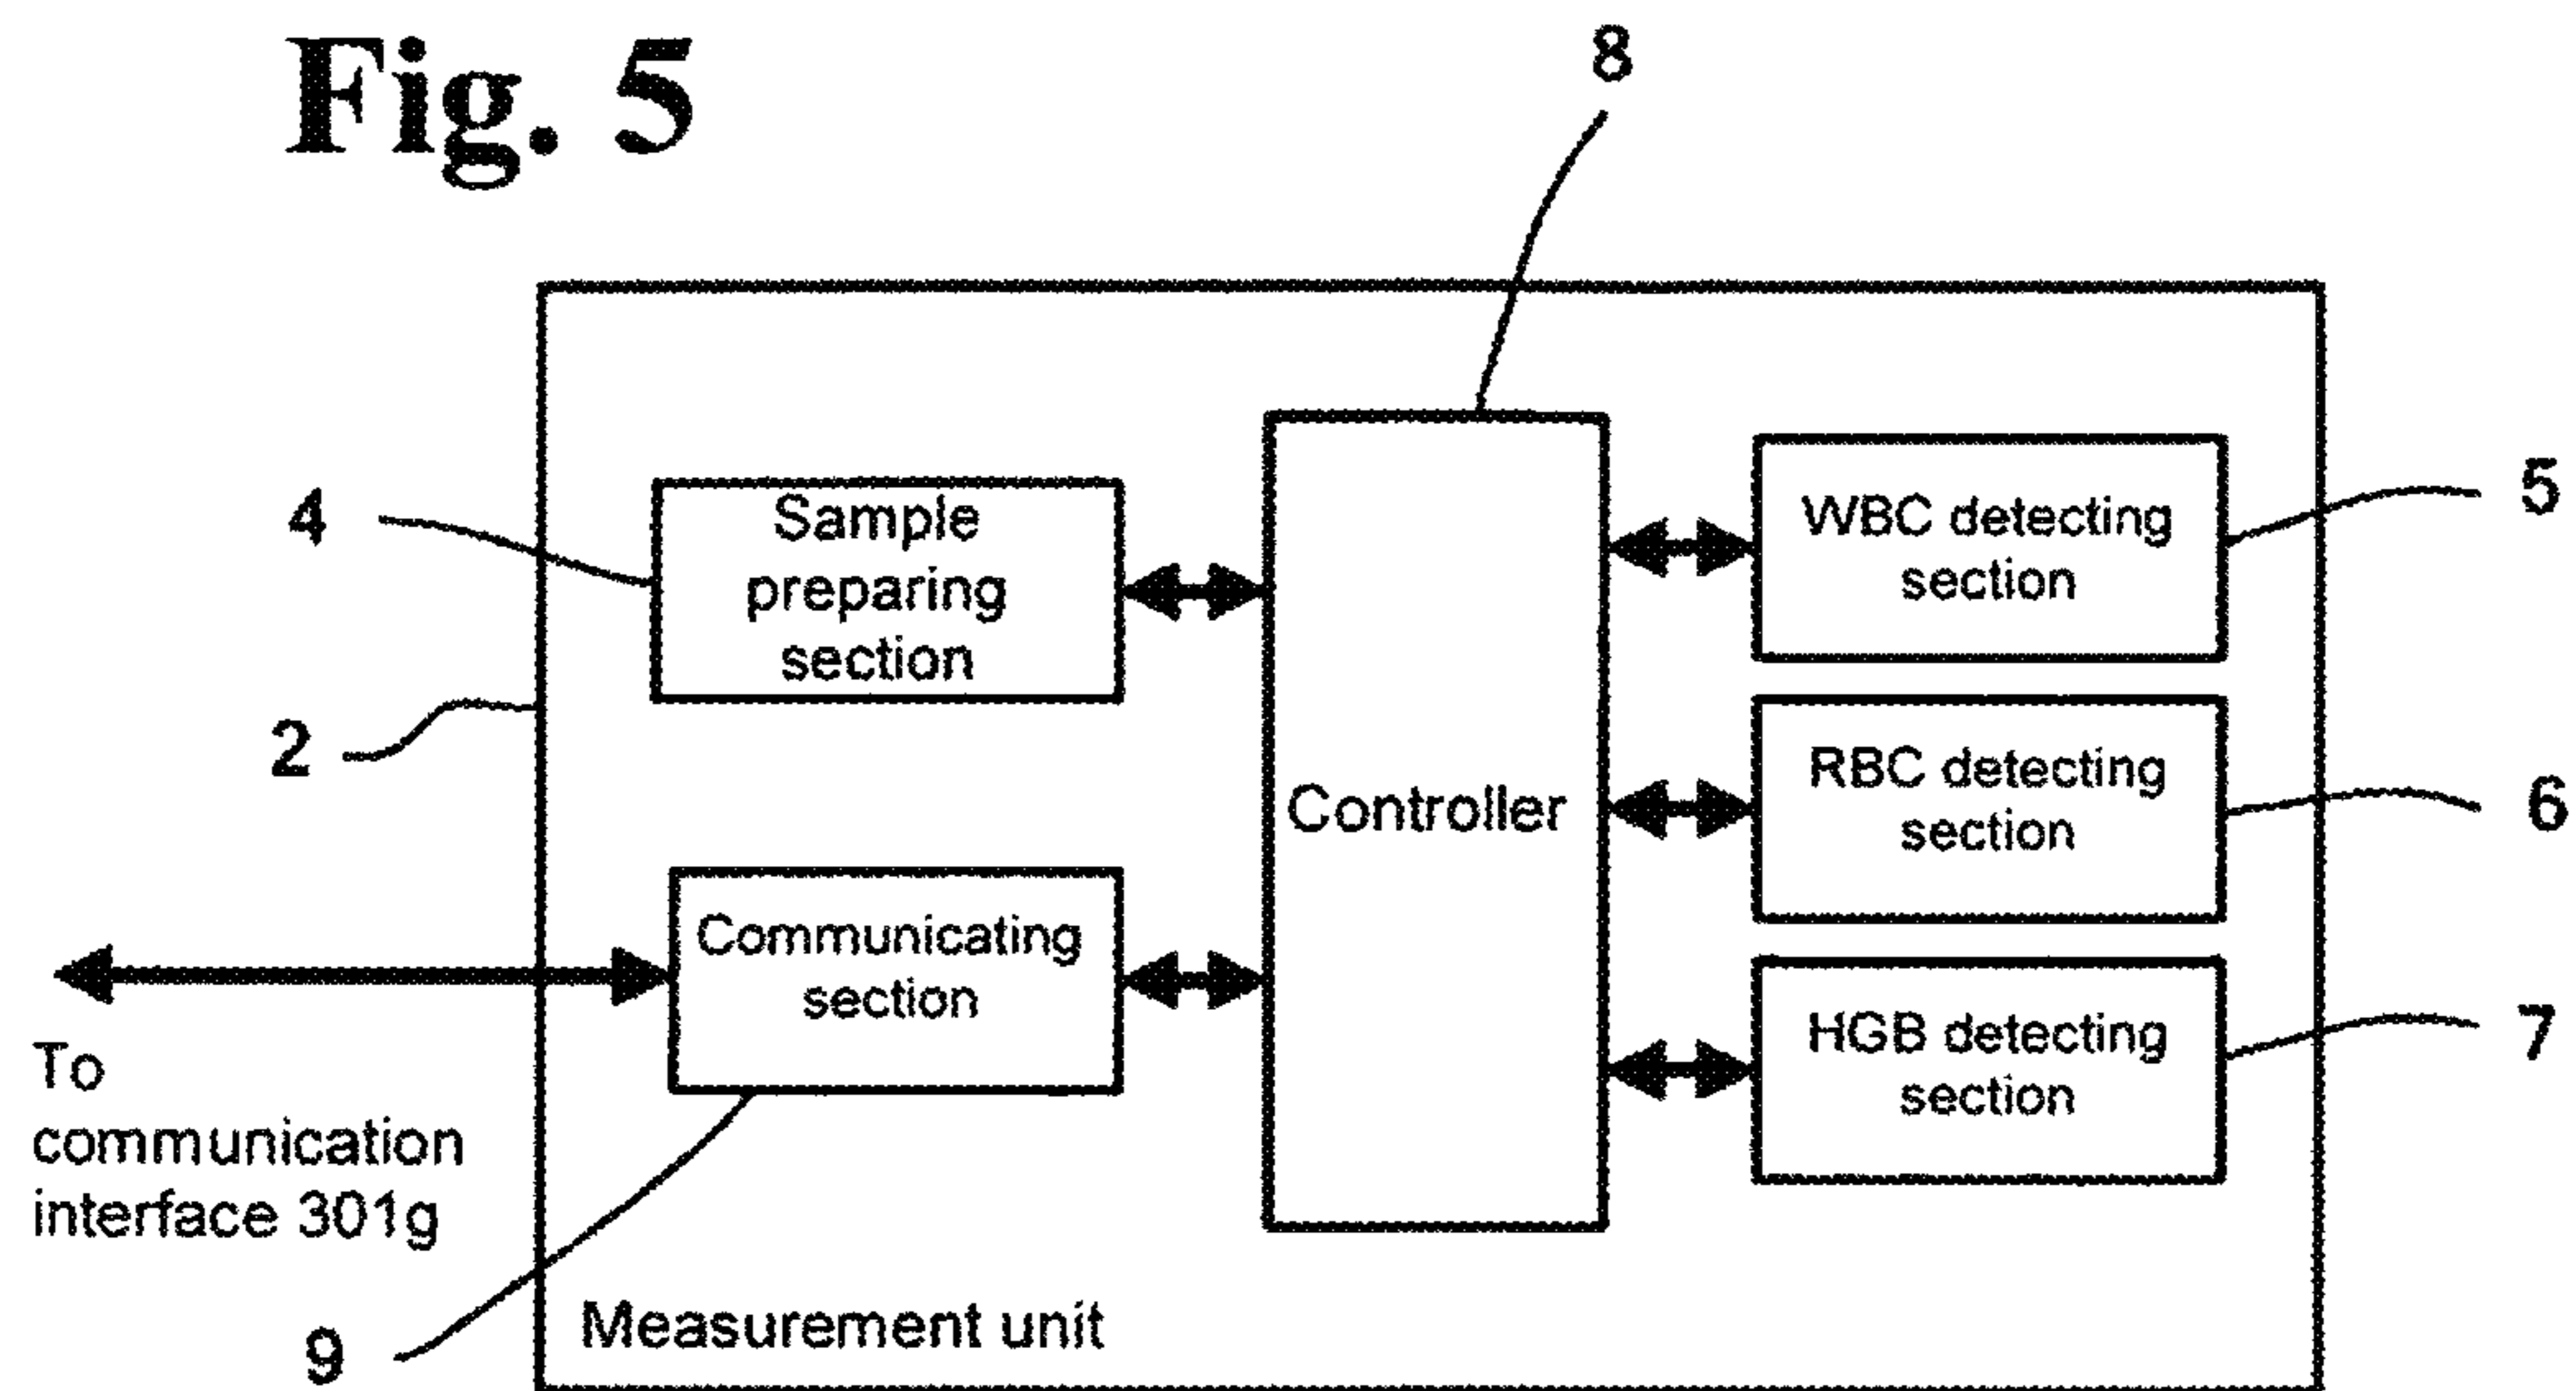 Fig. 5
8
Sample
preparing
section
4
WBC detecting
section
5
2
Controller
RBC detecting
section
6
Communicating
section
HGB detecting
section
7
To
communication
interface 301g
9
Measurement unit